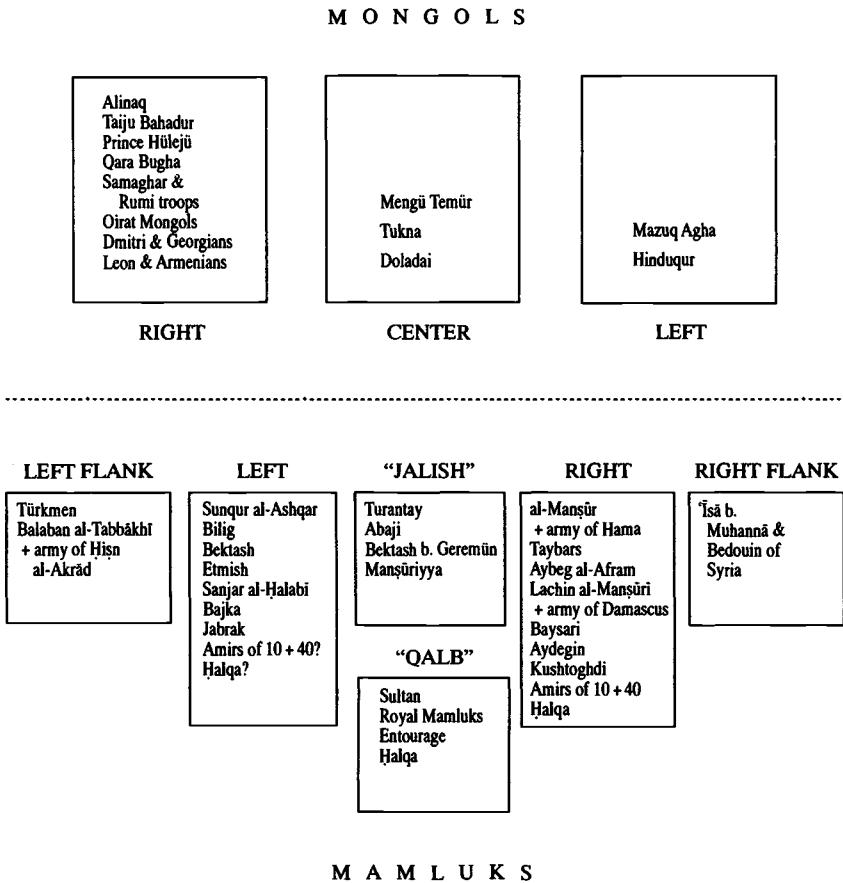 M O N G O L S
Alinaq
Taiju Bahadur
Prince Hülejü
Qara Bugha
Samaghar &
Rumi troops
Oirat Mongols
Dmitri & Georgians
Leon & Armenians
RIGHT
Mengü Temür
Tukna
Doladai
CENTER
Mazuq Agha
Hinduqur
LEFT
LEFT FLANK
Türkmen
Balaban al-Tabbākhī
+ army of Ḥiṣn
al-Akrād
LEFT
Sunqur al-Ashqar
Bilig
Bektash
Etmish
Sanjar al-Ḥalabī
Bajka
Jabrak
Amirs of 10 + 40?
Ḥalqa?
"JALISH"
Turantay
Abaji
Bektash b. Geremün
Manṣūriyya
"QALB"
Sultan
Royal Mamluks
Entourage
Ḥalqa
RIGHT
al-Manṣūr
+ army of Hama
Taybars
Aybeg al-Afram
Lachin al-Manṣūrī
+ army of Damascus
Baysari
Aydegin
Kushtoghdi
Amirs of 10 + 40
Ḥalqa
RIGHT FLANK
ʿĪsā b.
Muhannā &
Bedouin of
Syria
M A M L U K S